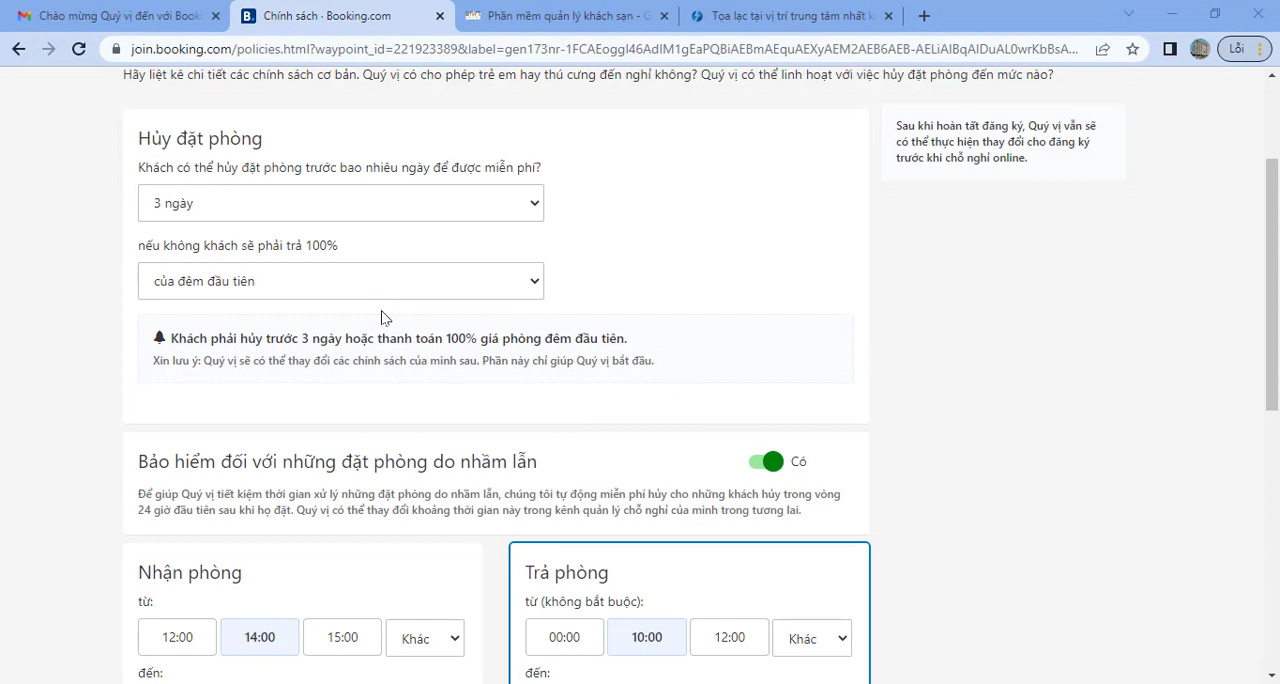 Chào mừng Quý vị đến với Book
Chính sách · Booking.com
Phần mềm quản lý khách sạn - G
Tọa lạc tại vị trí trung tâm nhất k
join.booking.com/policies.html?waypoint_id=221923389&label=gen173nr-1FCAEoggI46AdIM1gEaPQBiAEBmAEquAEXyAEM2AEB6AEB-AELiAIBqAIDuAL0wrKbBsA...
Lỗi
Hãy liệt kê chi tiết các chính sách cơ bản. Quý vị có cho phép trẻ em hay thú cưng đến nghỉ không? Quý vị có thể linh hoạt với việc hủy đặt phòng đến mức nào?
Hủy đặt phòng
Khách có thể hủy đặt phòng trước bao nhiêu ngày để được miễn phí?
3 ngày
nếu không khách sẽ phải trả 100%
của đêm đầu tiên
Khách phải hủy trước 3 ngày hoặc thanh toán 100% giá phòng đêm đầu tiên.
Xin lưu ý: Quý vị sẽ có thể thay đổi các chính sách của mình sau. Phần này chỉ giúp Quý vị bắt đầu.
Sau khi hoàn tất đăng ký, Quý vị vẫn sẽ
có thể thực hiện thay đổi cho đăng ký
trước khi chỗ nghỉ online.
Bảo hiểm đối với những đặt phòng do nhầm lẫn
Có
Để giúp Quý vị tiết kiệm thời gian xử lý những đặt phòng do nhầm lẫn, chúng tôi tự động miễn phí hủy cho những khách hủy trong vòng
24 giờ đầu tiên sau khi họ đặt. Quý vị có thể thay đổi khoảng thời gian này trong kênh quản lý chỗ nghỉ của mình trong tương lai.
Nhận phòng
từ:
12:00
14:00
15:00
Khác
đến:
Trả phòng
từ (không bắt buộc):
00:00
10:00
12:00
Khác
đến: